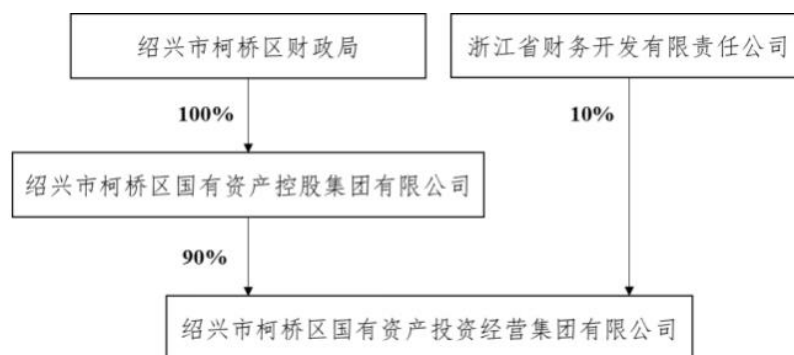 绍兴市柯桥区财政局
浙江省财务开发有限责任公司
100%
10%
绍兴市柯桥区国有资产控股集团有限公司
90%
绍兴市柯桥区国有资产投资经营集团有限公司